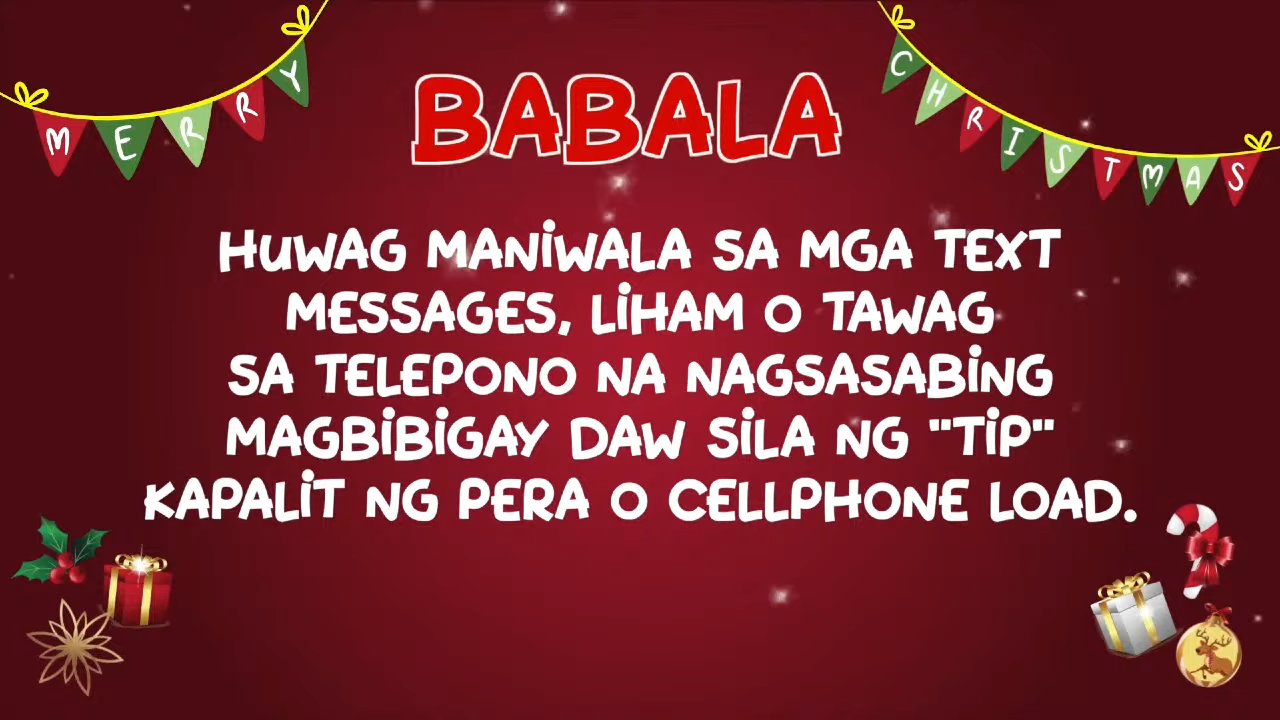 MERRY
CHRISTMAS
BABALA
HUWAG MANIWALA SA MGA TEXT
MESSAGES, LIHAM O TAWAG
SA TELEPONO NA NAGSASABING
MAGBIBIGAY DAW SILA NG "TIP"
KAPALIT NG PERA O CELLPHONE LOAD.